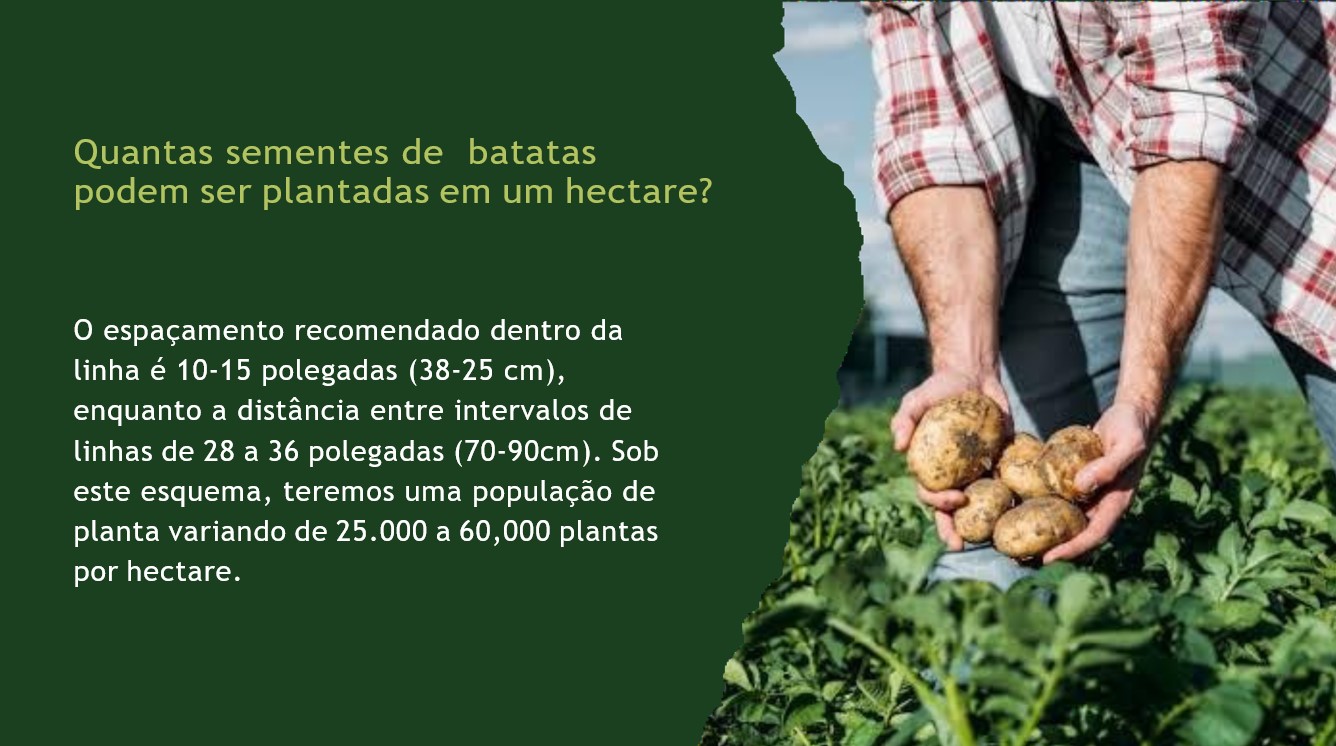 Quantas sementes de  batatas
podem ser plantadas em um hectare?
O espaçamento recomendado dentro da
linha é 10-15 polegadas (38-25 cm),
enquanto a distância entre intervalos de
linhas de 28 a 36 polegadas (70-90cm). Sob
este esquema, teremos uma população de
planta variando de 25.000 a 60,000 plantas
por hectare.